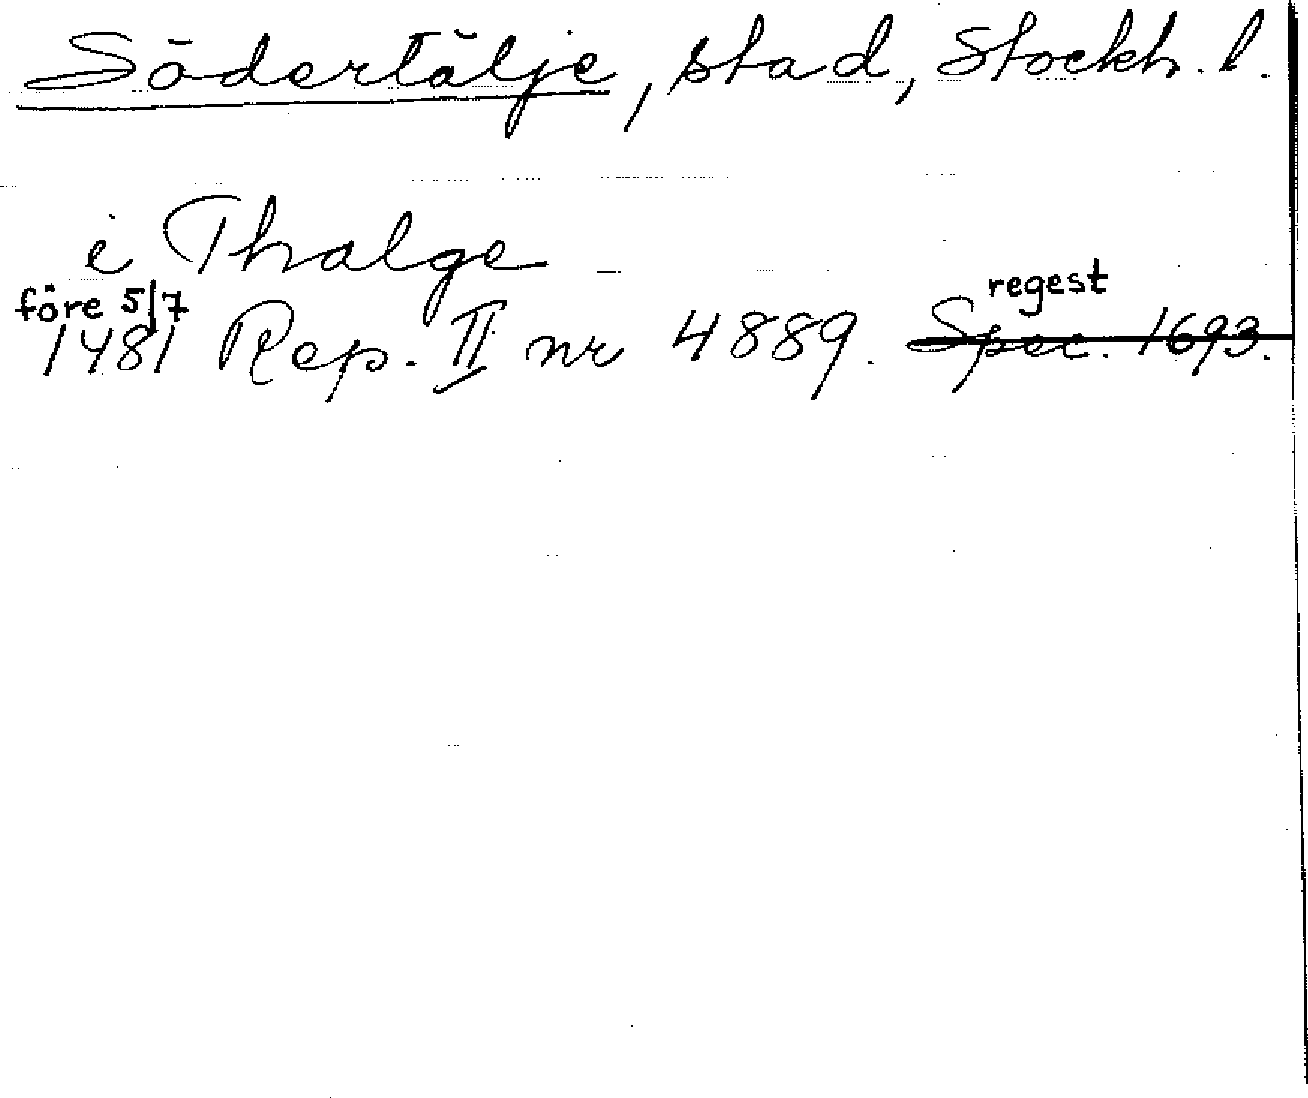 Södertälje, stad, Stockh. l.
i Thalge
före 5/7 regest
1481 Rep. II nr 4889. Spec. 1693.